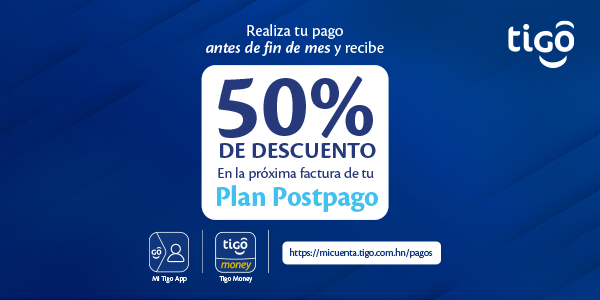 Realiza tu pago
antes de fin de mes y recibe
tigo
50%
DE DESCUENTO
En la próxima factura de tu
Plan Postpago
tigo
Mi Tigo App
tigo
money
Tigo Money
https://micuenta.tigo.com.hn/pagos